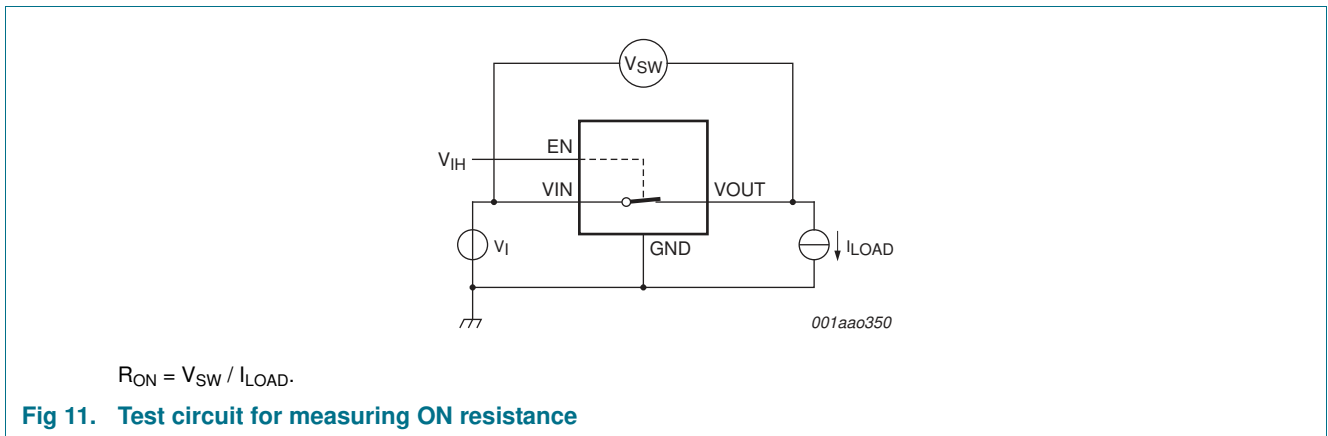 VSW
EN
VIH
VIN
VOUT
VI
GND
ILOAD
001aao350
RON = VSW / ILOAD.
Fig 11. Test circuit for measuring ON resistance